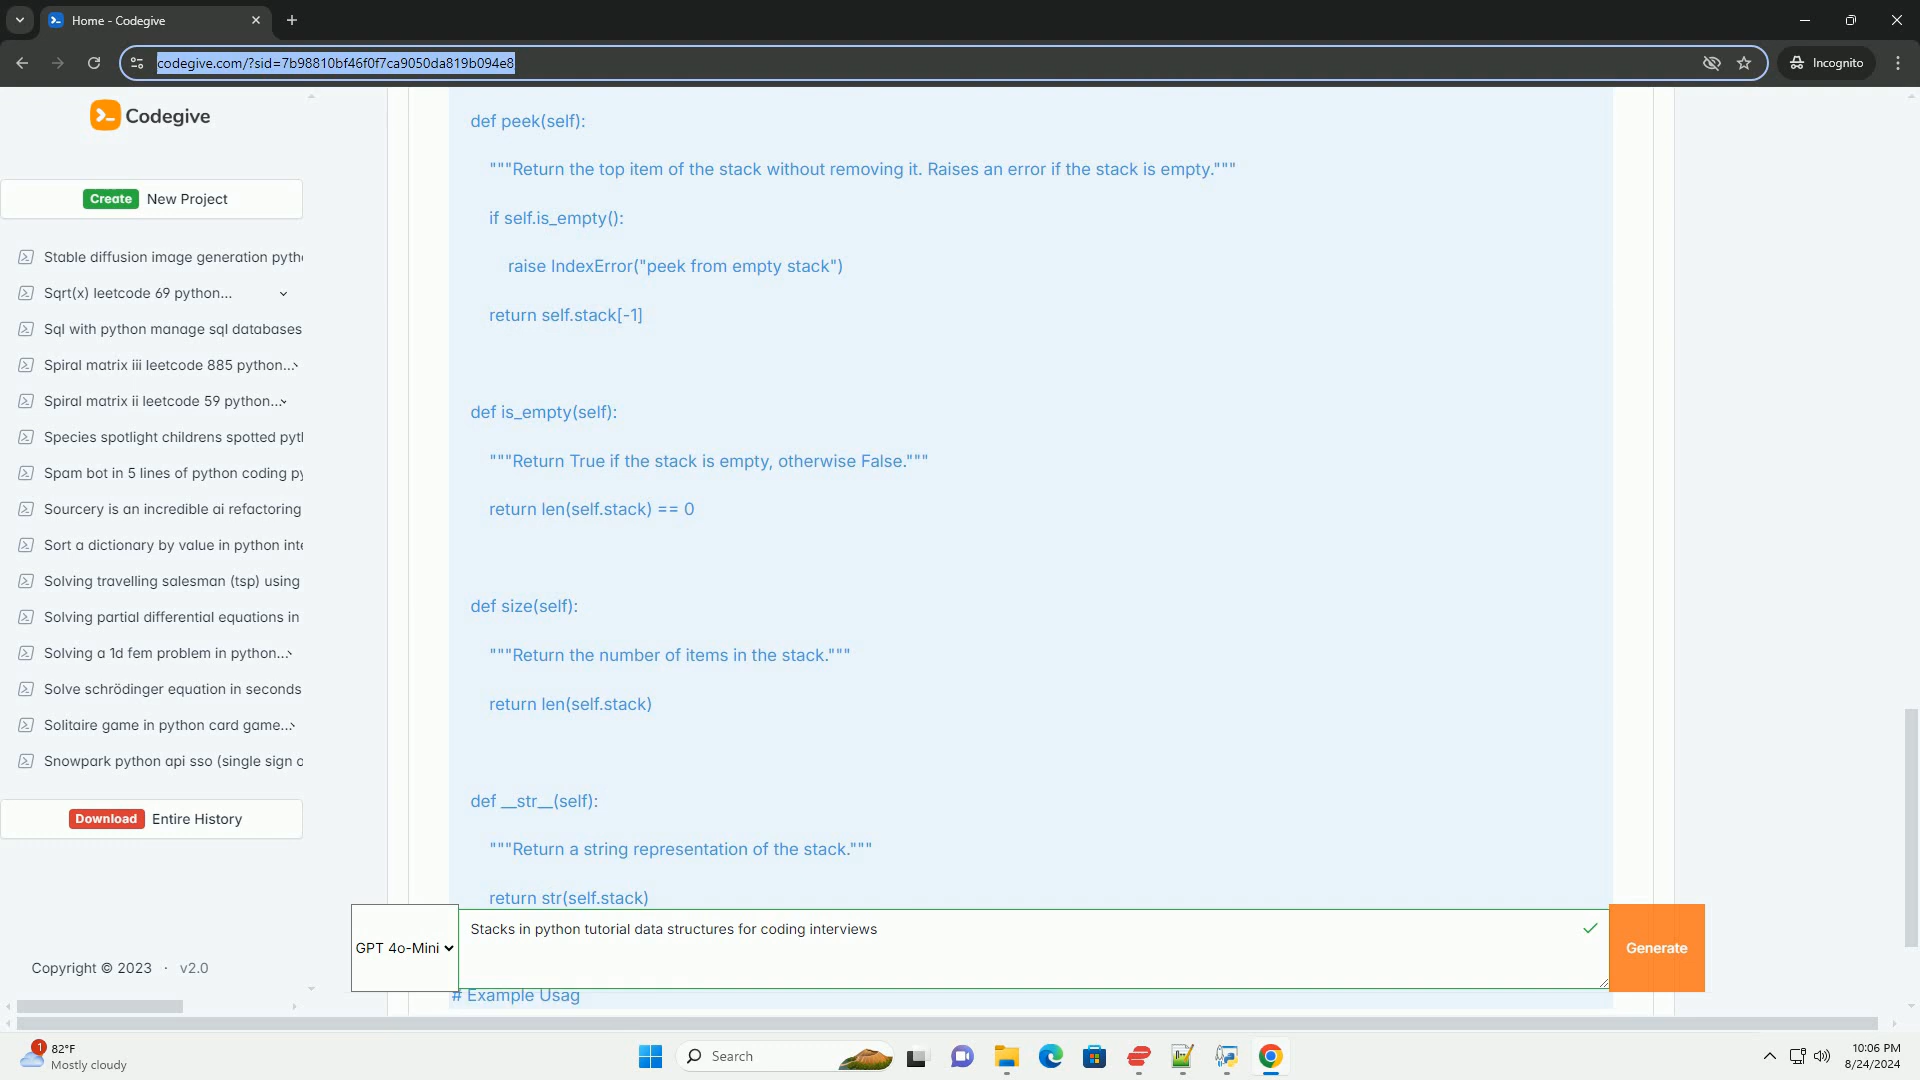 Home - Codegive
codegive.com/?sid=7b98810bf46f0f7ca9050da819b094e8
Incognito
Codegive
Create New Project
Stable diffusion image generation pyth
Sqrt(x) leetcode 69 python...
Sql with python manage sql databases
Spiral matrix iii leetcode 885 python...
Spiral matrix ii leetcode 59 python...
Species spotlight childrens spotted pyt
Spam bot in 5 lines of python coding py
Sourcery is an incredible ai refactoring
Sort a dictionary by value in python inte
Solving travelling salesman (tsp) using
Solving partial differential equations in
Solving a 1d fem problem in python...
Solve schrödinger equation in seconds
Solitaire game in python card game...
Snowpark python api sso (single sign o
Download Entire History
Copyright © 2023 · v2.0
def peek(self):
"""Return the top item of the stack without removing it. Raises an error if the stack is empty."""
if self.is_empty():
raise IndexError("peek from empty stack")
return self.stack[-1]
def is_empty(self):
"""Return True if the stack is empty, otherwise False."""
return len(self.stack) == 0
def size(self):
"""Return the number of items in the stack."""
return len(self.stack)
def __str__(self):
"""Return a string representation of the stack."""
return str(self.stack)
GPT 4o-Mini
Stacks in python tutorial data structures for coding interviews
Generate
# Example Usag
1
82°F
Mostly cloudy
Search
10:06 PM
8/24/2024